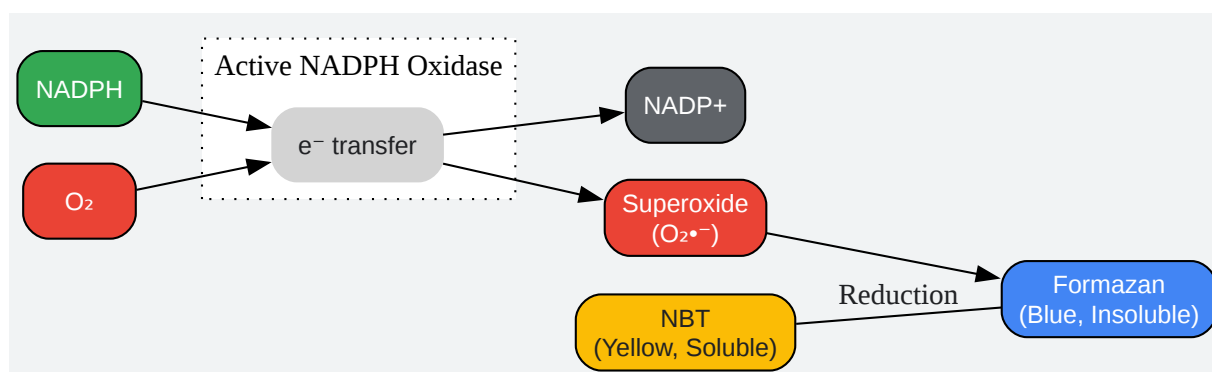 Active NADPH Oxidase
NADPH
e⁻ transfer
NADP+
O₂
Superoxide
(O₂•⁻)
Reduction
Formazan
(Blue, Insoluble)
NBT
(Yellow, Soluble)